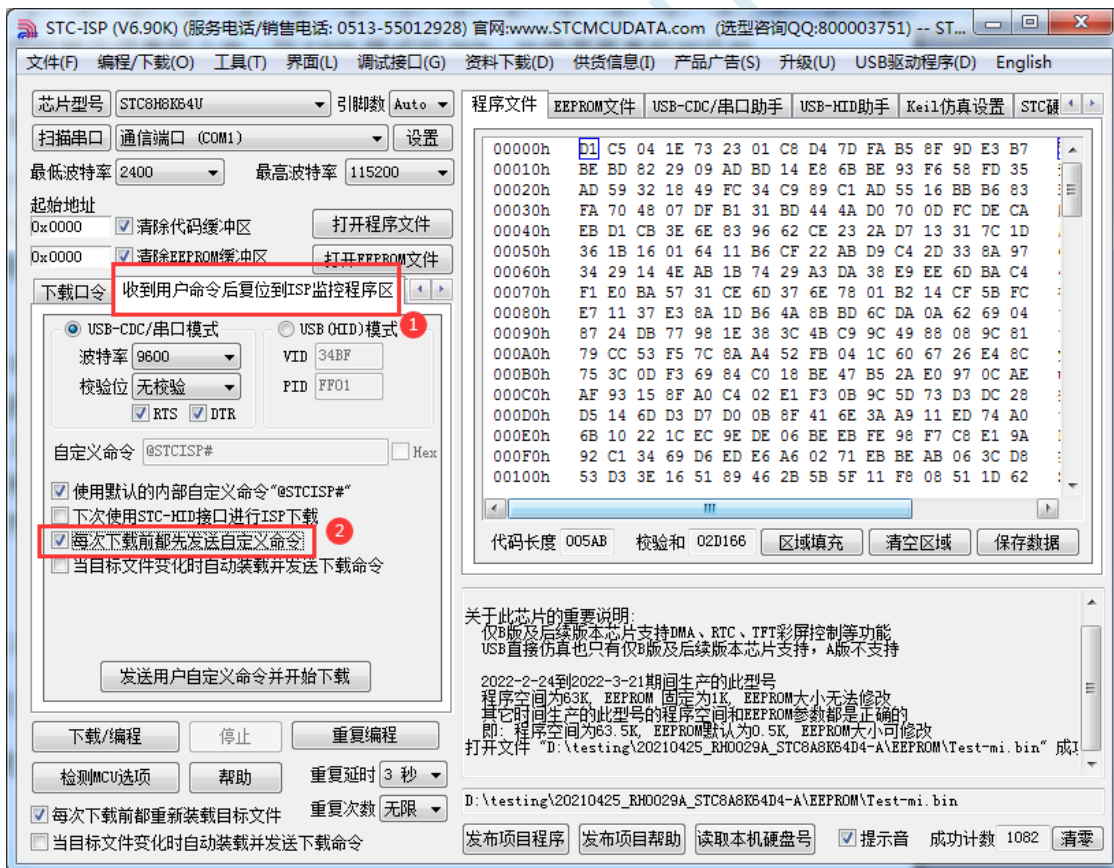 STC-ISP (V6.90K) (服务电话/销售电话: 0513-55012928) 官网:www.STCMCUDATA.com (选型咨询QQ:800003751) -- ST...
文件(F) 编程/下载(O) 工具(T) 界面(L) 调试接口(G) 资料下载(D) 供货信息(I) 产品广告(S) 升级(U) USB驱动程序(D) English
芯片型号 STC8H8K64U 引脚数 Auto
扫描串口 通信端口 (COM1) 设置
最低波特率 2400 最高波特率 115200
起始地址
0x0000 清除代码缓冲区 打开程序文件
0x0000 清除EEPROM缓冲区 打开EEPROM文件
下载口令 收到用户命令后复位到ISP监控程序区
1
USB-CDC/串口模式 USB(HID)模式
波特率 9600 VID 34BF
校验位 无校验 PID FF01
RTS DTR
自定义命令 @STCISP# Hex
使用默认的内部自定义命令"@STCISP#"
下次使用STC-HID接口进行ISP下载
每次下载前都先发送自定义命令
2
当目标文件变化时自动装载并发送下载命令
发送用户自定义命令并开始下载
下载/编程 停止 重复编程
检测MCU选项 帮助 重复延时 3 秒
每次下载前都重新装载目标文件 重复次数 无限
当目标文件变化时自动装载并发送下载命令
程序文件 EEPROM文件 USB-CDC/串口助手 USB-HID助手 Keil仿真设置 STC硬
00000h D1 C5 04 1E 73 23 01 C8 D4 7D FA B5 8F 9D E3 B7
00010h BE BD 82 29 09 AD BD 14 E8 6B BE 93 F6 58 FD 35
00020h AD 59 32 18 49 FC 34 C9 89 C1 AD 55 16 BB B6 83
00030h FA 70 48 07 DF B1 31 BD 44 4A D0 70 0D FC DE CA
00040h EB D1 CB 3E 6E 83 96 62 CE 23 2A D7 13 31 7C 1D
00050h 36 1B 16 01 64 11 B6 CF 22 AB D9 C4 2D 33 8A 97
00060h 34 29 14 4E AB 1B 74 29 A3 DA 38 E9 EE 6D BA C4
00070h F1 E0 BA 57 31 CE 6D 37 6E 78 01 B2 14 CF 5B FC
00080h E7 11 37 E3 8A 1D B6 4A 8B BD 6C DA 0A 62 69 04
00090h 87 24 DB 77 98 1E 38 3C 4B C9 9C 49 88 08 9C 81
000A0h 79 CC 53 F5 7C 8A A4 52 FB 04 1C 60 67 26 E4 8C
000B0h 75 3C 0D F3 69 84 C0 18 BE 47 B5 2A E0 97 0C AE
000C0h AF 93 15 8F A0 C4 02 E1 F3 0B 9C 5D 73 D3 DC 28
000D0h D5 14 6D D3 D7 D0 0B 8F 41 6E 3A A9 11 ED 74 A0
000E0h 6B 10 22 1C EC 9E DE 06 BE EB FE 98 F7 C8 E1 9A
000F0h 92 C1 34 69 D6 ED E6 A6 02 71 EB BE AB 06 3C D8
00100h 53 D3 3E 16 51 89 46 2B 5B 5F 11 F8 08 51 1D 62
代码长度 005AB 校验和 02D166 区域填充 清空区域 保存数据
关于此芯片的重要说明:
仅B版及后续版本芯片支持DMA、RTC、TFT彩屏控制等功能
USB直接仿真也只有仅B版及后续版本芯片支持，A版不支持
2022-2-24到2022-3-21期间生产的此型号
程序空间为63K, EEPROM 固定为1K, EEPROM大小无法修改
其它时间生产的此型号的程序空间和EEPROM参数都是正确的
即: 程序空间为63.5K, EEPROM默认为0.5K, EEPROM大小可修改
打开文件 "D:\testing\20210425_RH0029A_STC8A8K64D4-A\EEPROM\Test-mi.bin" 成功
D:\testing\20210425_RH0029A_STC8A8K64D4-A\EEPROM\Test-mi.bin
发布项目程序 发布项目帮助 读取本机硬盘号 提示音 成功计数 1082 清零